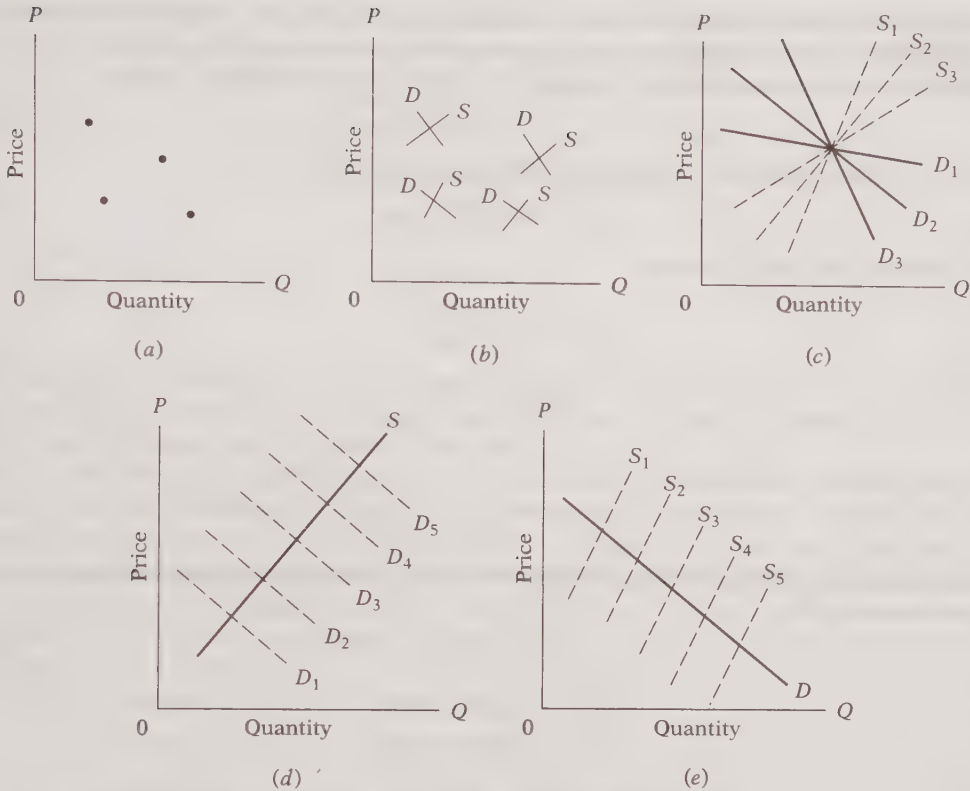 P
Price
0
Quantity
Q
(a)
P
Price
D
S
D
S
D
S
D
S
0
Quantity
Q
(b)
P
Price
S1
S2
S3
D1
D2
D3
0
Quantity
Q
(c)
P
Price
S
D5
D4
D3
D2
D1
0
Quantity
Q
(d)
P
Price
S1
S2
S3
S4
S5
D
0
Quantity
Q
(e)